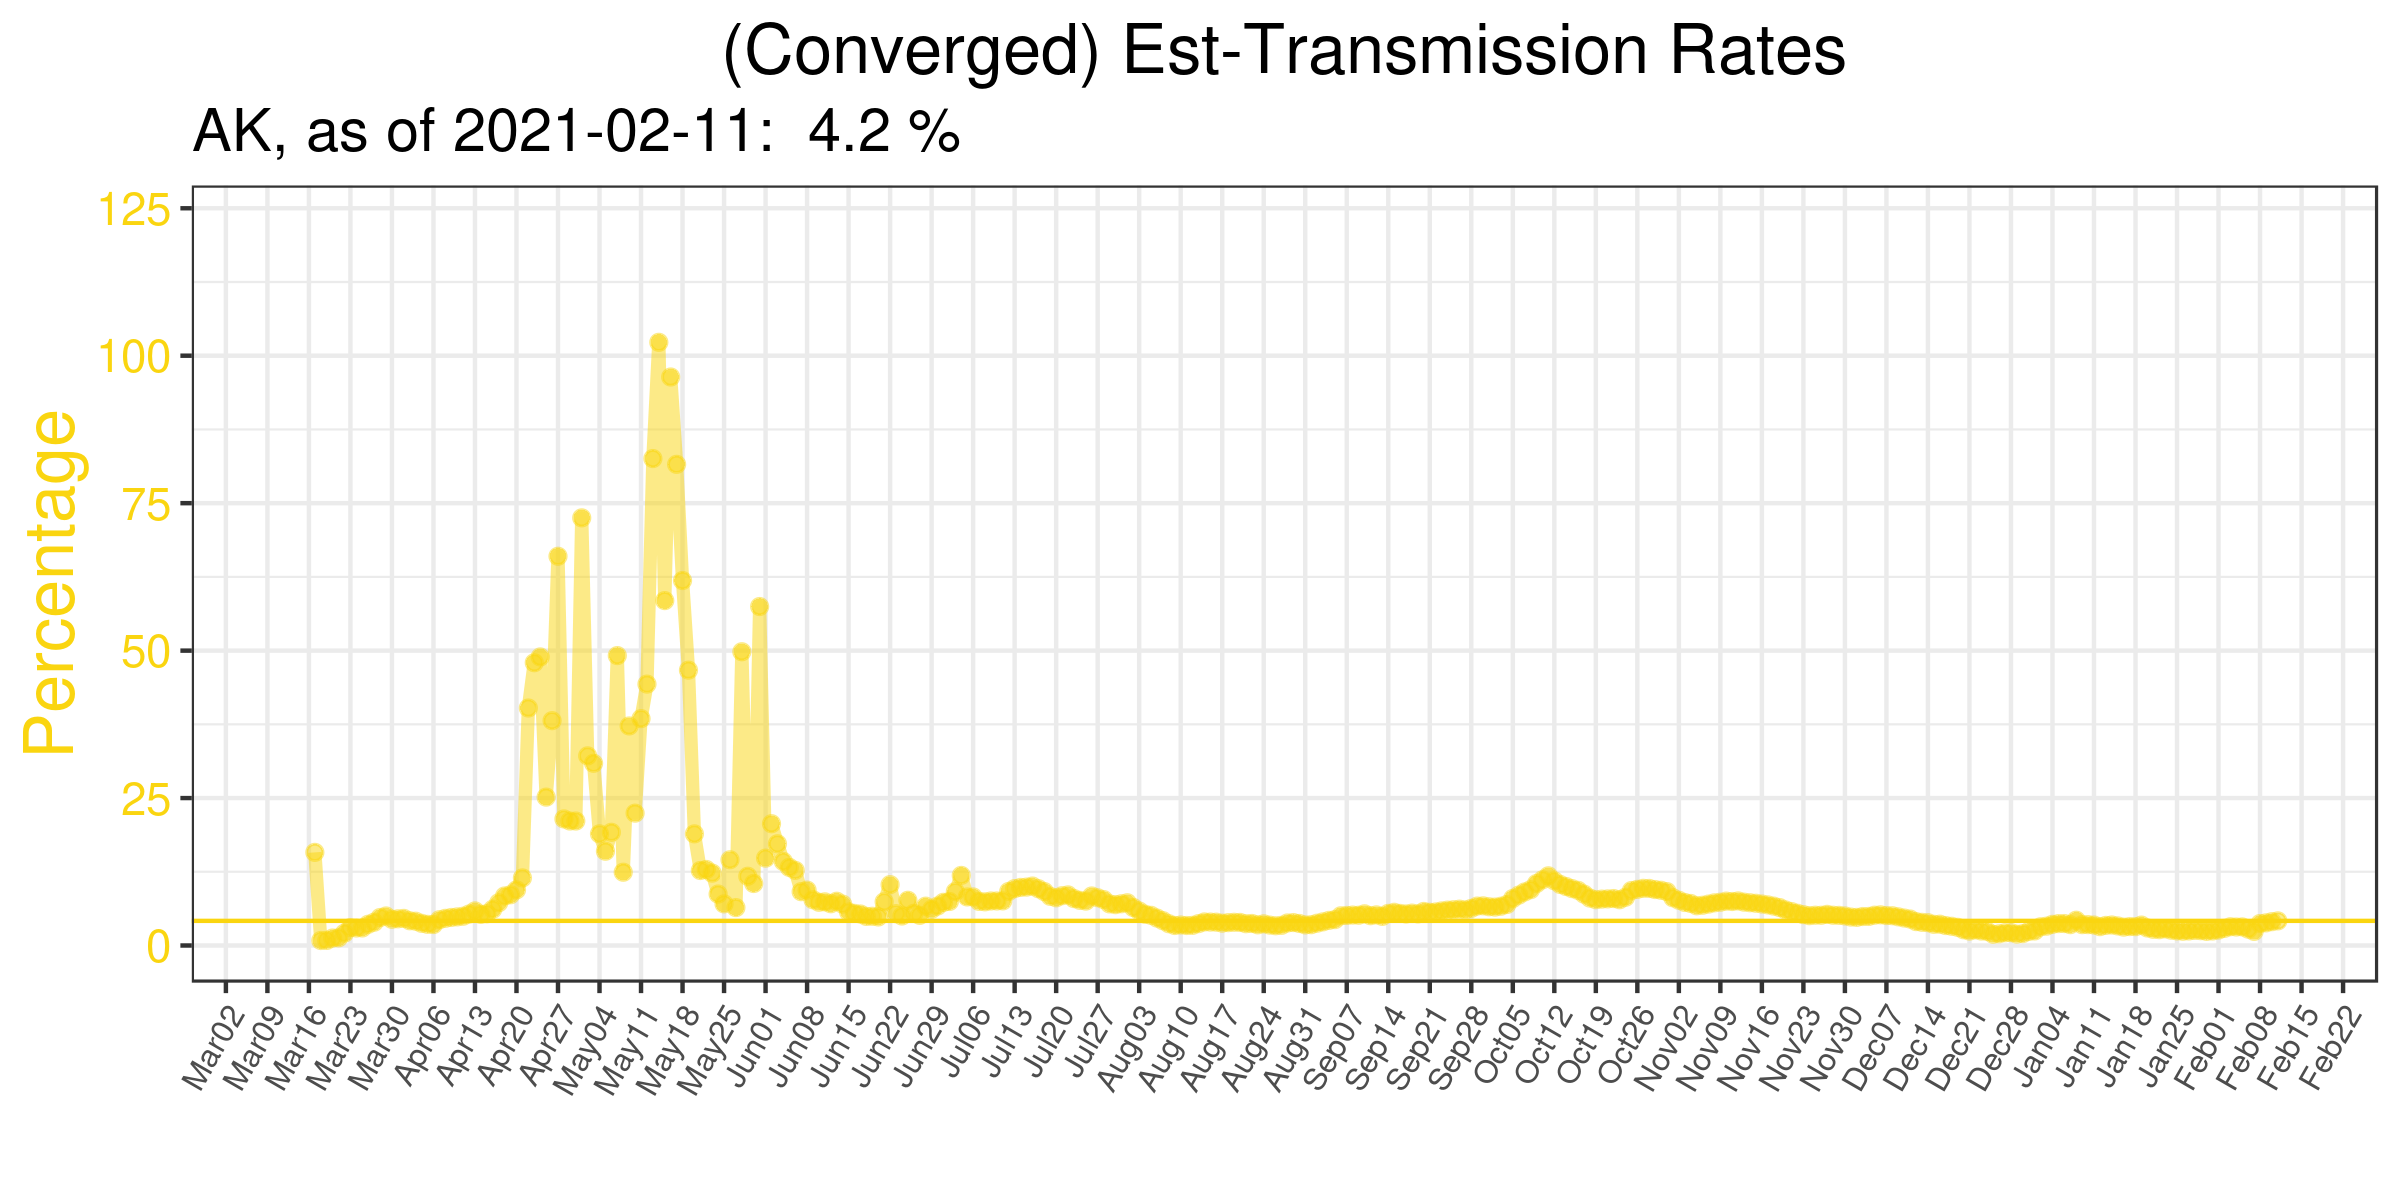 (Converged) Est-Transmission Rates
AK, as of 2021-02-11:  4.2 %
Percentage
125
100
75
50
25
0
Mar02
Mar09
Mar16
Mar23
Mar30
Apr06
Apr13
Apr20
Apr27
May04
May11
May18
May25
Jun01
Jun08
Jun15
Jun22
Jun29
Jul06
Jul13
Jul20
Jul27
Aug03
Aug10
Aug17
Aug24
Aug31
Sep07
Sep14
Sep21
Sep28
Oct05
Oct12
Oct19
Oct26
Nov02
Nov09
Nov16
Nov23
Nov30
Dec07
Dec14
Dec21
Dec28
Jan04
Jan11
Jan18
Jan25
Feb01
Feb08
Feb15
Feb22